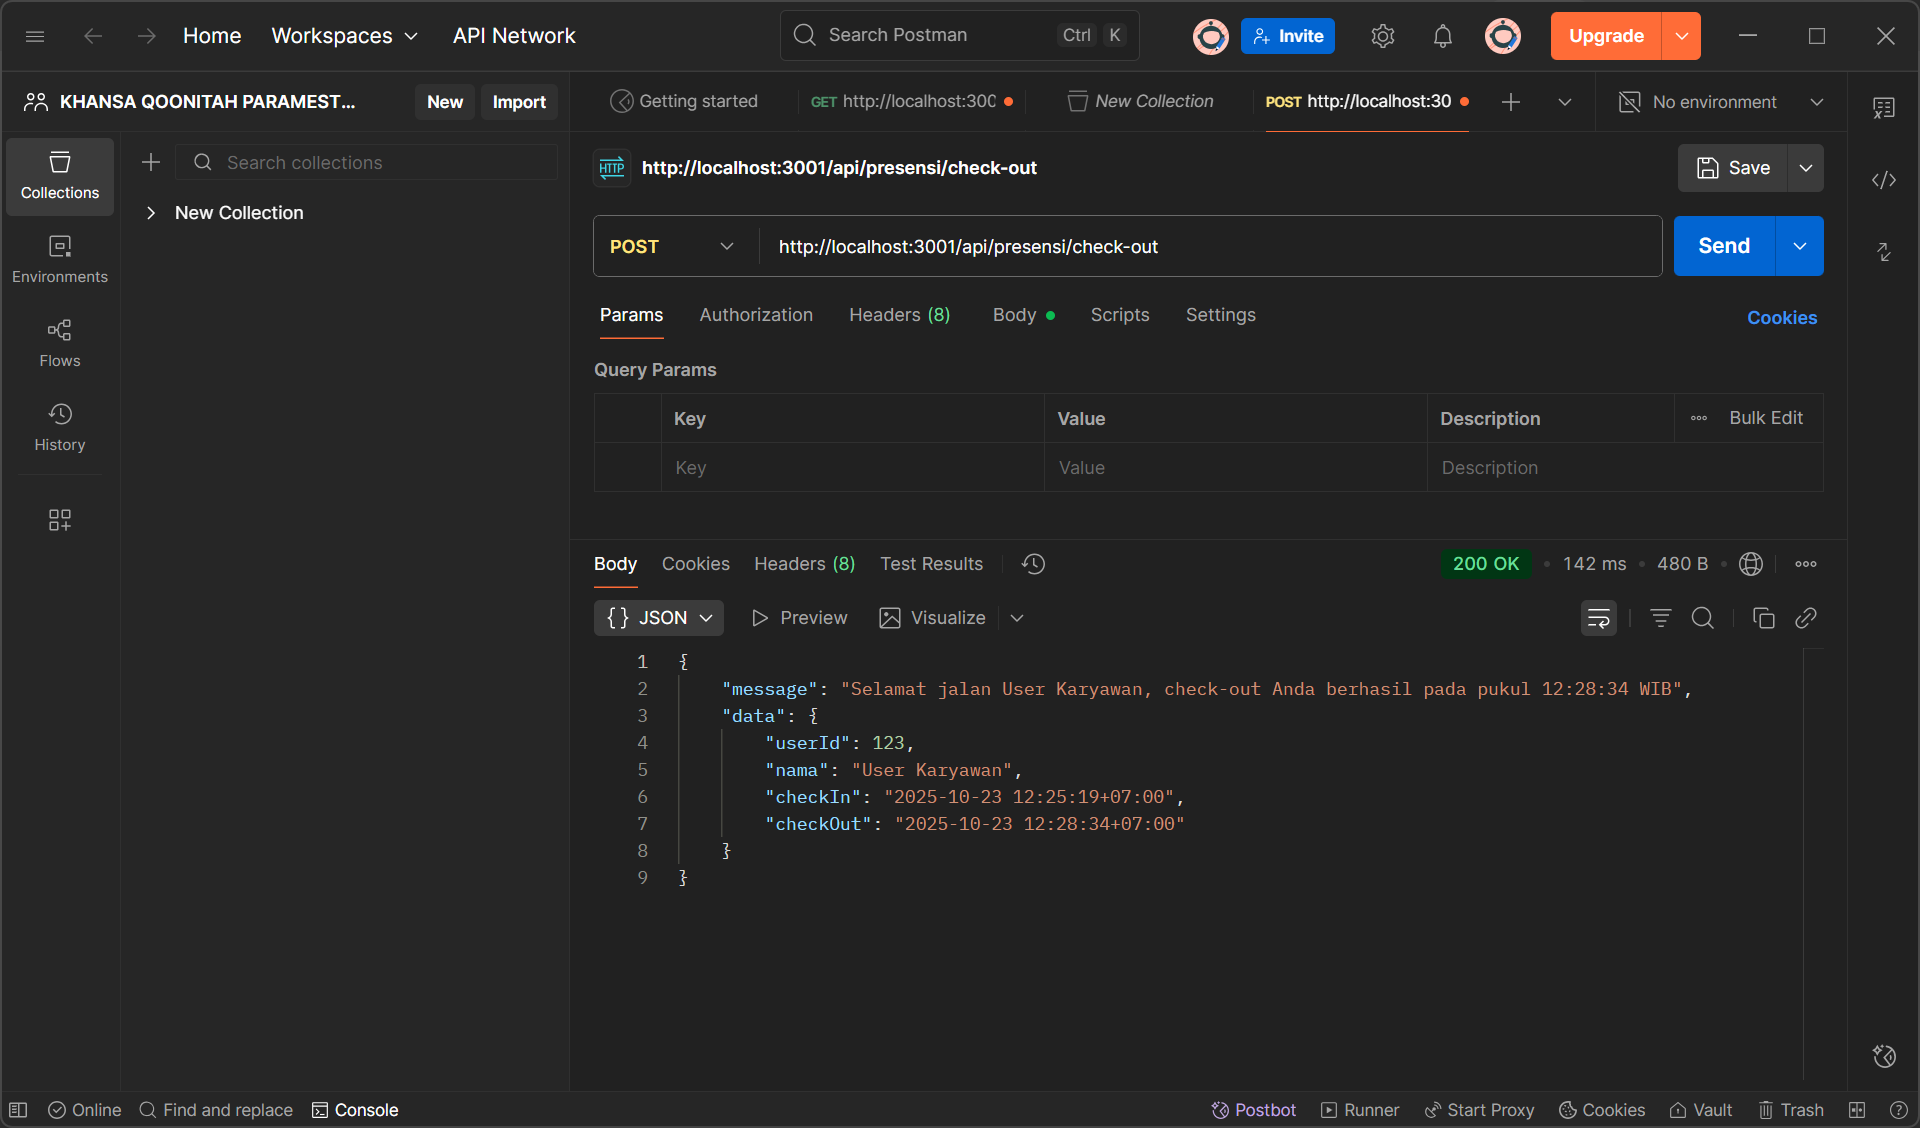 Home
Workspaces
API Network
Search Postman
Ctrl
K
Invite
Upgrade
KHANSA QOONITAH PARAMEST...
New
Import
Getting started
GET http://localhost:300
New Collection
POST http://localhost:30
No environment
Collections
Environments
Flows
History
Search collections
New Collection
HTTP
http://localhost:3001/api/presensi/check-out
Save
POST
http://localhost:3001/api/presensi/check-out
Send
Params
Authorization
Headers (8)
Body
Scripts
Settings
Cookies
Query Params
Key
Value
Description
Bulk Edit
Key
Value
Description
Body
Cookies
Headers (8)
Test Results
200 OK
142 ms
480 B
{ } JSON
Preview
Visualize
1 {
2 "message": "Selamat jalan User Karyawan, check-out Anda berhasil pada pukul 12:28:34 WIB",
3 "data": {
4 "userId": 123,
5 "nama": "User Karyawan",
6 "checkIn": "2025-10-23 12:25:19+07:00",
7 "checkOut": "2025-10-23 12:28:34+07:00"
8 }
9 }
Online
Find and replace
Console
Postbot
Runner
Start Proxy
Cookies
Vault
Trash